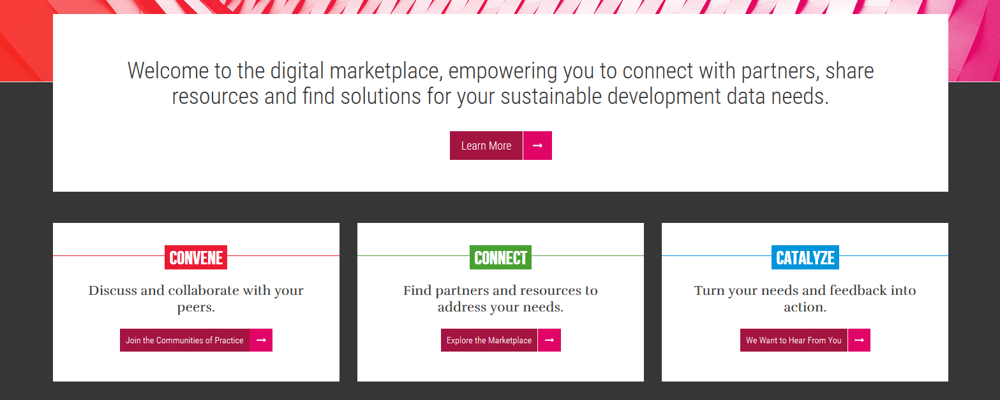 Welcome to the digital marketplace, empowering you to connect with partners, share
resources and find solutions for your sustainable development data needs.
Learn More
CONVENE
Discuss and collaborate with your
peers.
Join the Communities of Practice
CONNECT
Find partners and resources to
address your needs.
Explore the Marketplace
CATALYZE
Turn your needs and feedback into
action.
We Want to Hear From You